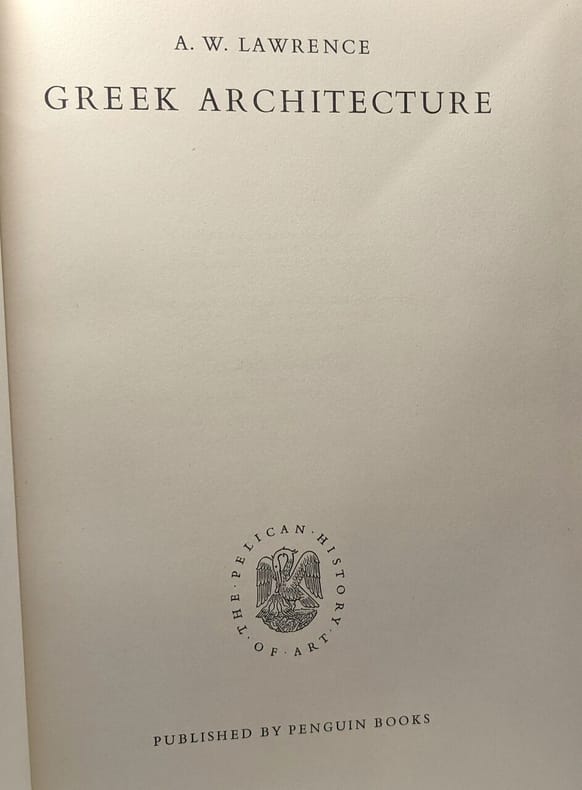 A. W. LAWRENCE
GREEK ARCHITECTURE
THE · PELICAN · HISTORY · OF · ART ·
PUBLISHED BY PENGUIN BOOKS